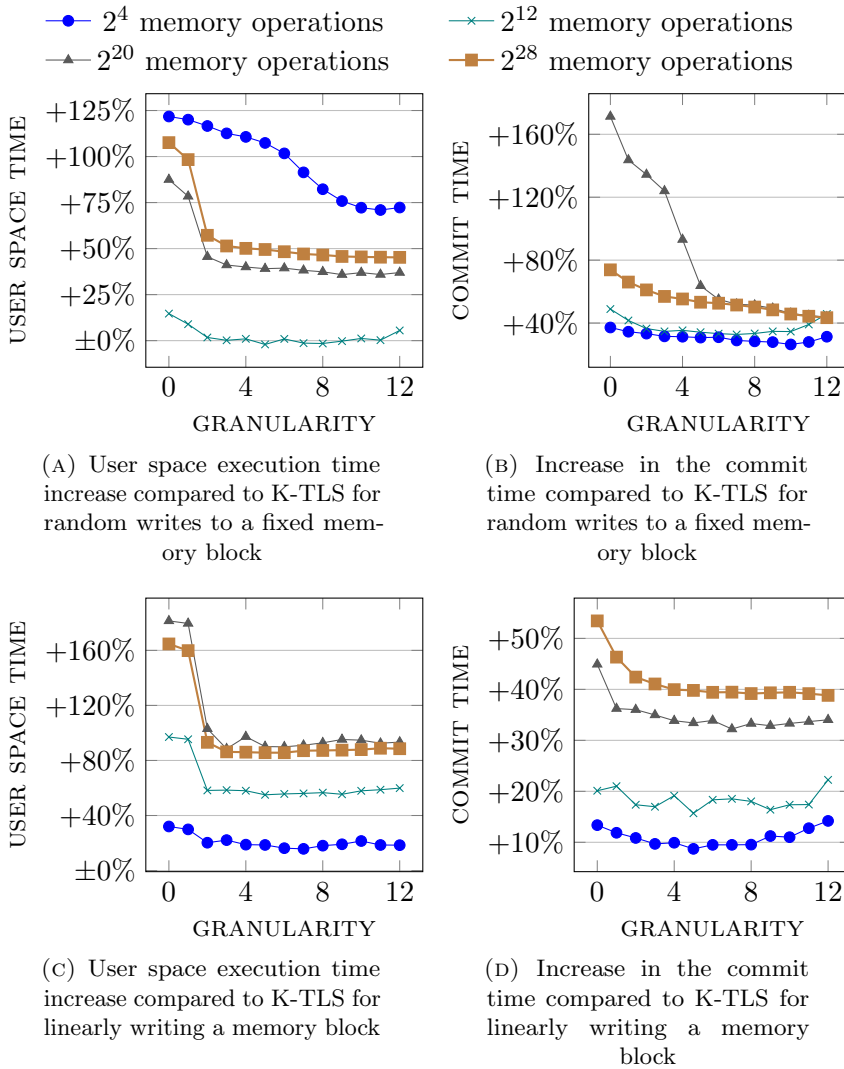 2^4 memory operations
2^12 memory operations
2^20 memory operations
2^28 memory operations
USER SPACE TIME
+125%
+100%
+75%
+50%
+25%
±0%
0 4 8 12
GRANULARITY
(A) User space execution time
increase compared to K-TLS for
random writes to a fixed mem-
ory block
COMMIT TIME
+160%
+120%
+80%
+40%
0 4 8 12
GRANULARITY
(B) Increase in the commit
time compared to K-TLS for
random writes to a fixed mem-
ory block
USER SPACE TIME
+160%
+120%
+80%
+40%
±0%
0 4 8 12
GRANULARITY
(C) User space execution time
increase compared to K-TLS for
linearly writing a memory block
COMMIT TIME
+50%
+40%
+30%
+20%
+10%
0 4 8 12
GRANULARITY
(D) Increase in the commit
time compared to K-TLS for
linearly writing a memory
block